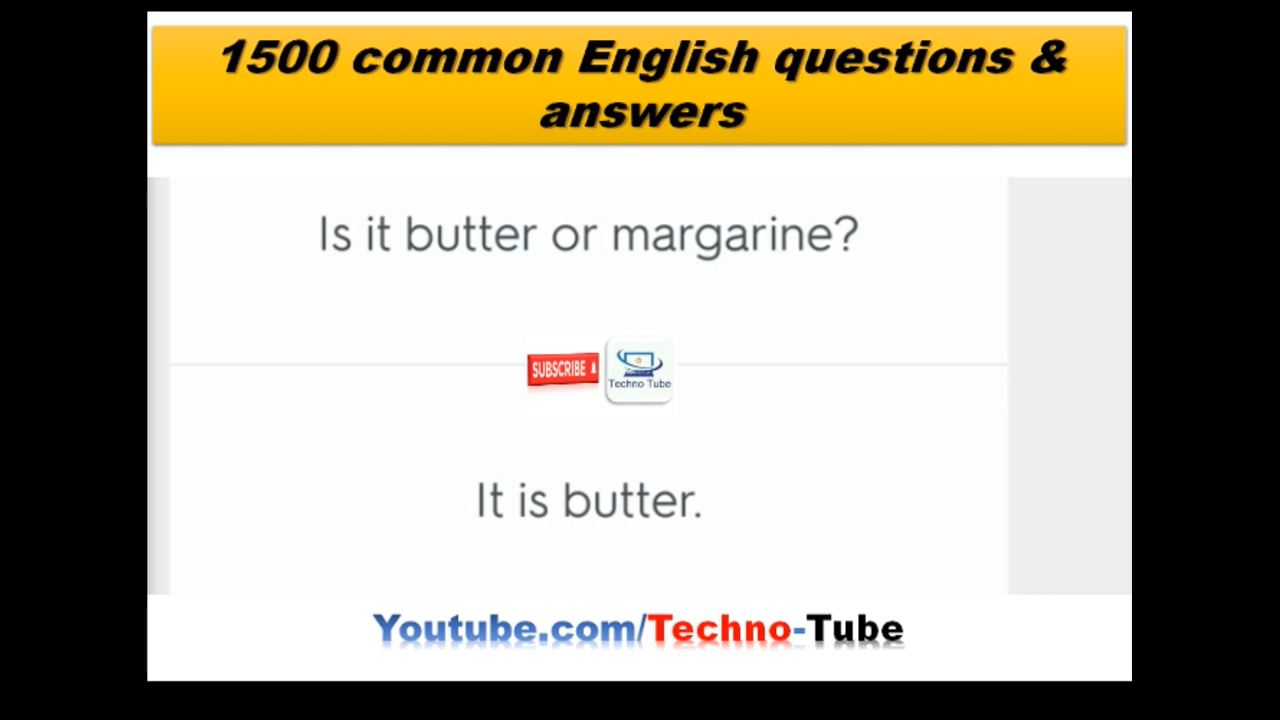 1500 common English questions &
answers
Is it butter or margarine?
SUBSCRIBE
Techno Tube
It is butter.
Youtube.com/Techno-Tube